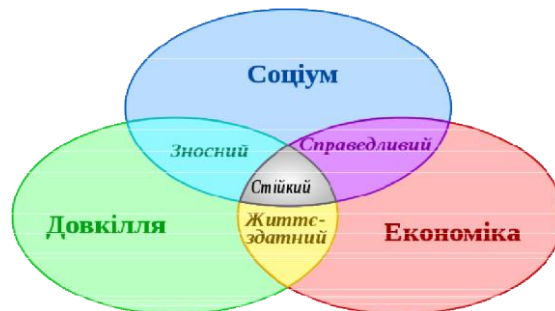 Соціум
Зносний
Справедливий
Стійкий
Довкілля
Життє-
здатний
Економіка